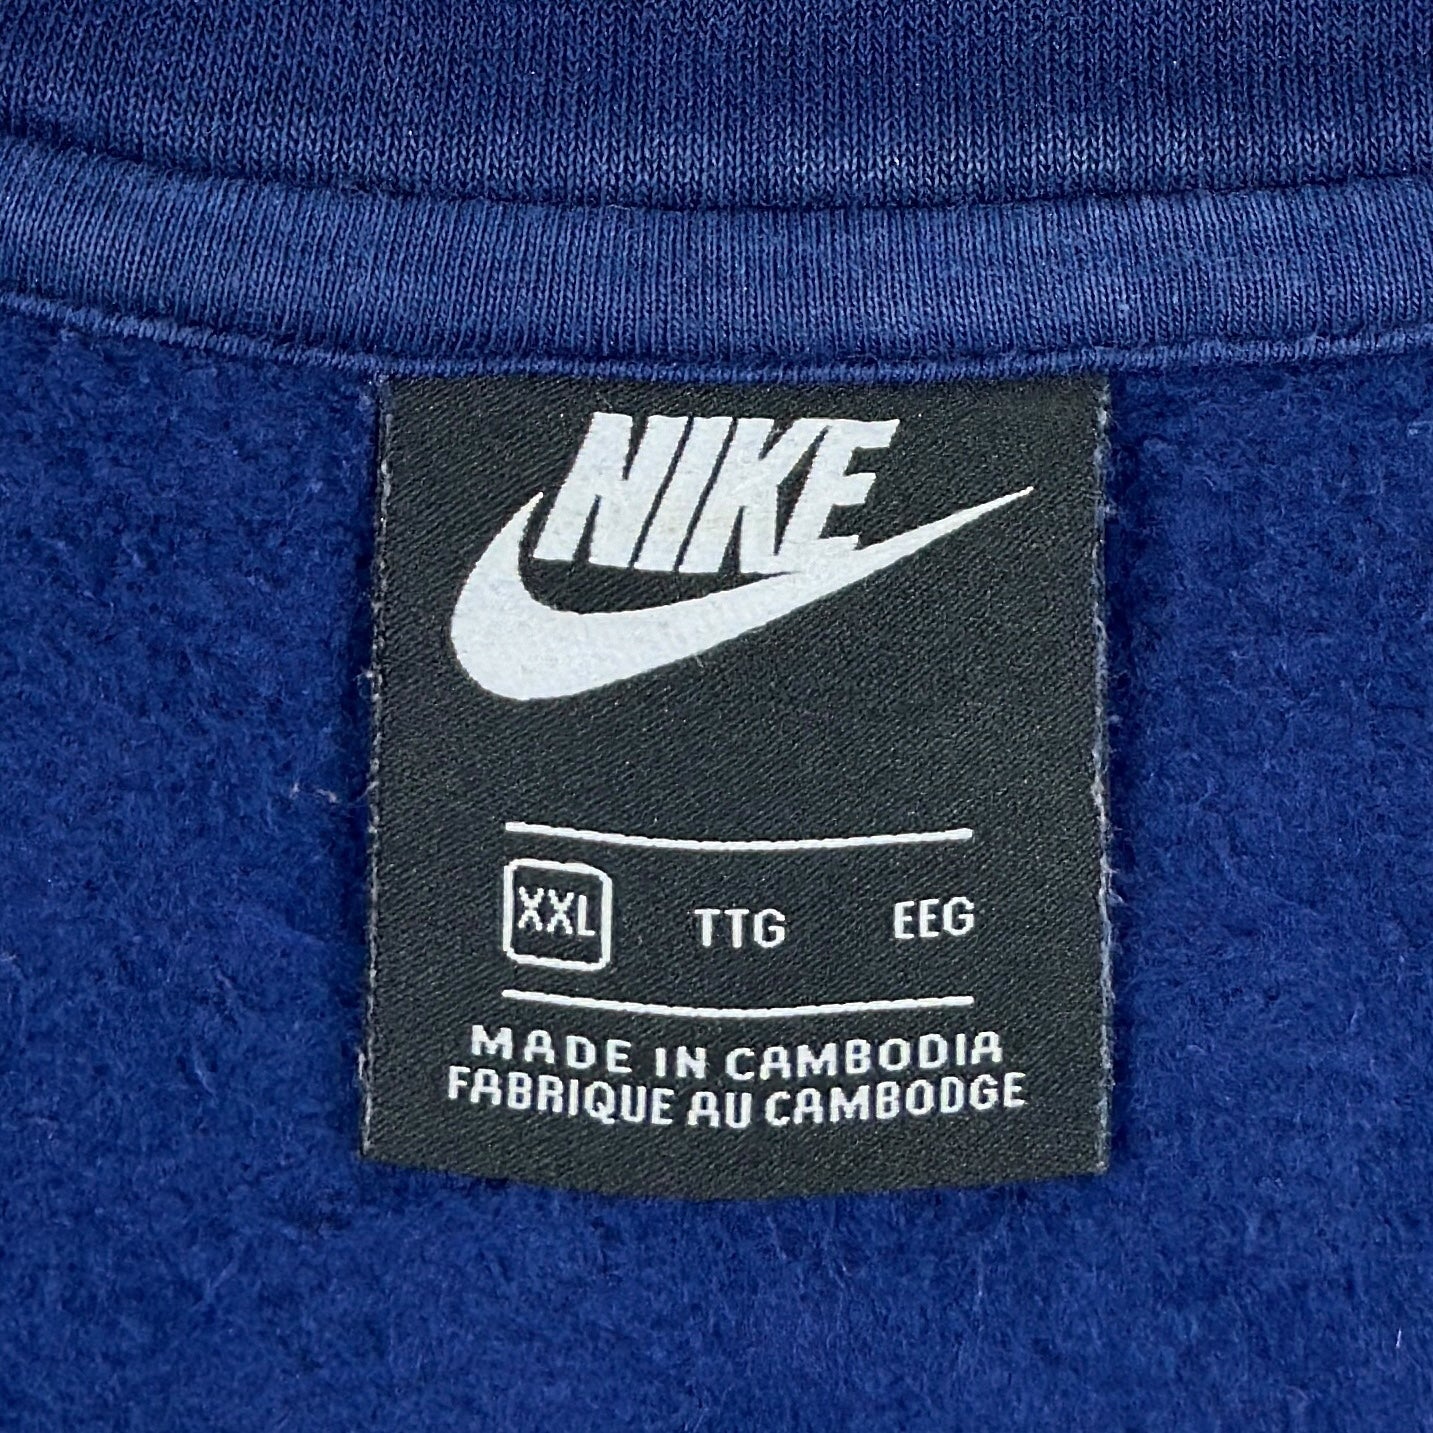 NIKE
XXL TTG EEG
MADE IN CAMBODIA
FABRIQUE AU CAMBODGE